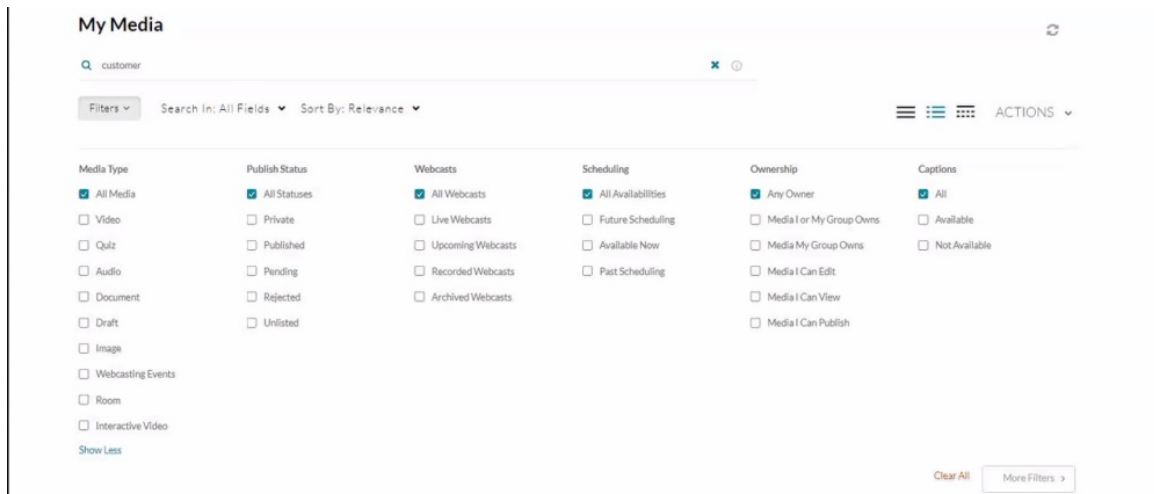 My Media
customer
Filters Search In: All Fields Sort By: Relevance ACTIONS
Media Type Publish Status Webcasts Scheduling Ownership Captions
All Media All Statuses All Webcasts All Availabilities Any Owner All
Video Private Live Webcasts Future Scheduling Media I or My Group Owns Available
Quiz Published Upcoming Webcasts Available Now Media My Group Owns Not Available
Audio Pending Recorded Webcasts Past Scheduling Media I Can Edit
Document Rejected Archived Webcasts Media I Can View
Draft Unlisted Media I Can Publish
Image
Webcasting Events
Room
Interactive Video
Show Less
Clear All More Filters